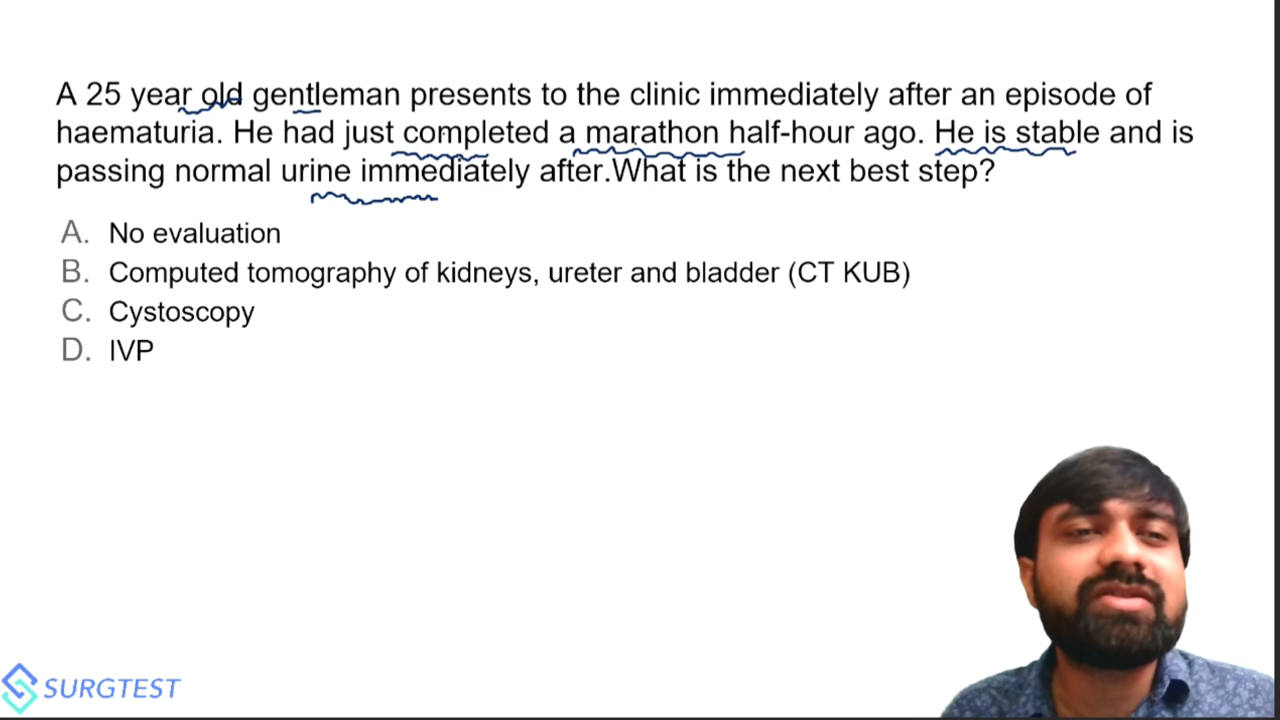 A 25 year old gentleman presents to the clinic immediately after an episode of
haematuria. He had just completed a marathon half-hour ago. He is stable and is
passing normal urine immediately after.What is the next best step?
A. No evaluation
B. Computed tomography of kidneys, ureter and bladder (CT KUB)
C. Cystoscopy
D. IVP
SURGTEST